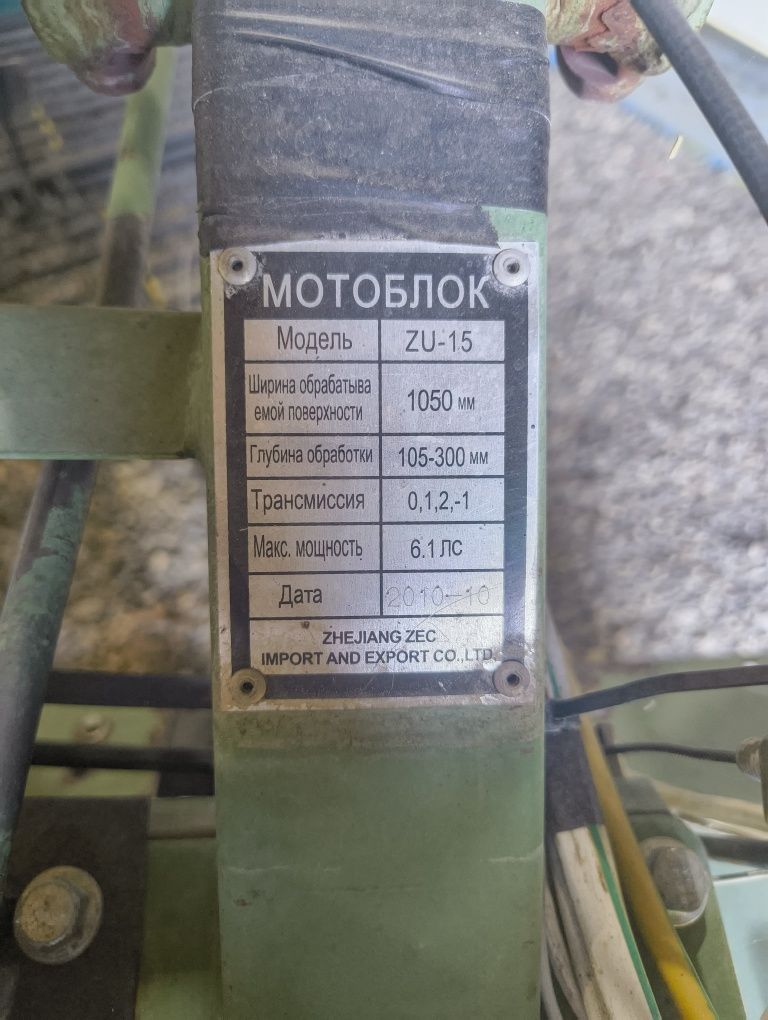 МОТОБЛОК
Модель ZU-15
Ширина обрабатыва
емой поверхности 1050 мм
Глубина обработки 105-300 мм
Трансмиссия 0,1,2,-1
Макс. мощность 6.1 ЛС
Дата 2010-10
ZHEJIANG ZEC
IMPORT AND EXPORT CO.,LTD.